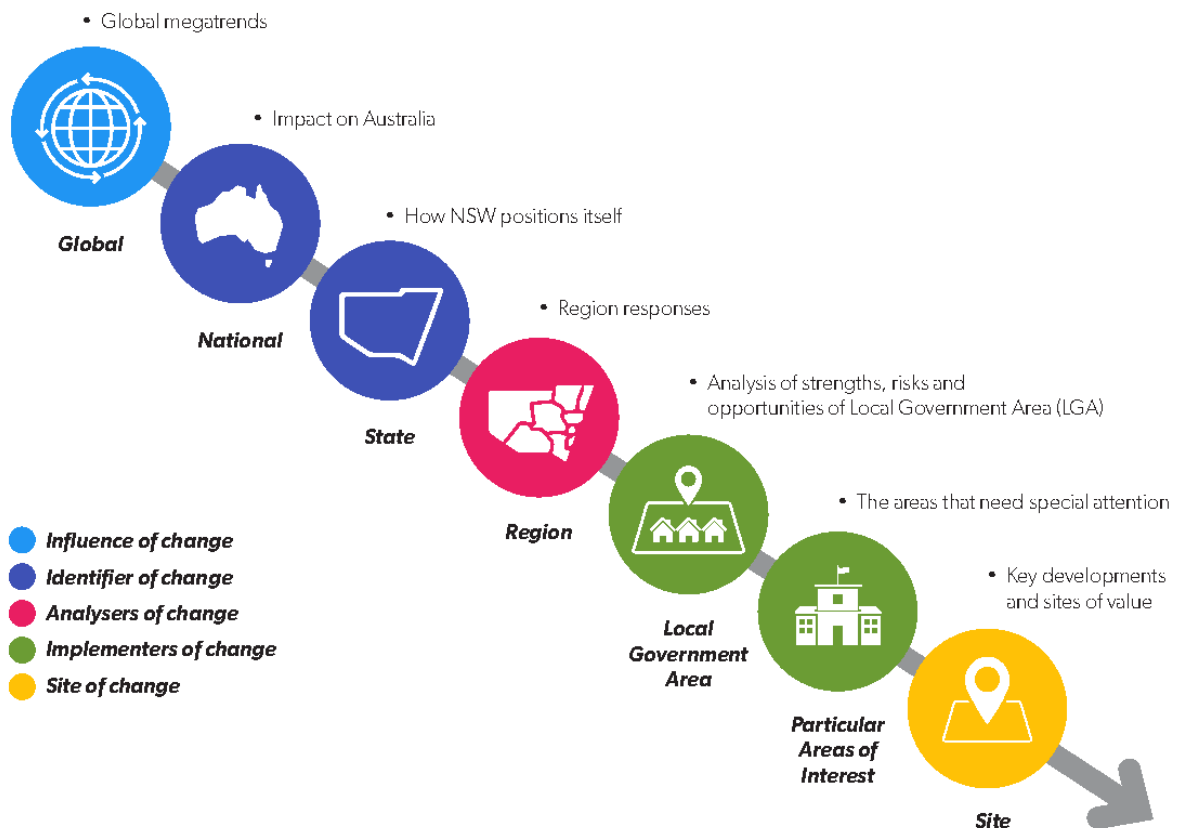 • Global megatrends
• Impact on Australia
Global
• How NSW positions itself
National
• Region responses
State
• Analysis of strengths, risks and
opportunities of Local Government Area (LGA)
Region
• The areas that need special attention
Local
Government
Area
• Key developments
and sites of value
Particular
Areas of
Interest
Site
Influence of change
Identifier of change
Analysers of change
Implementers of change
Site of change